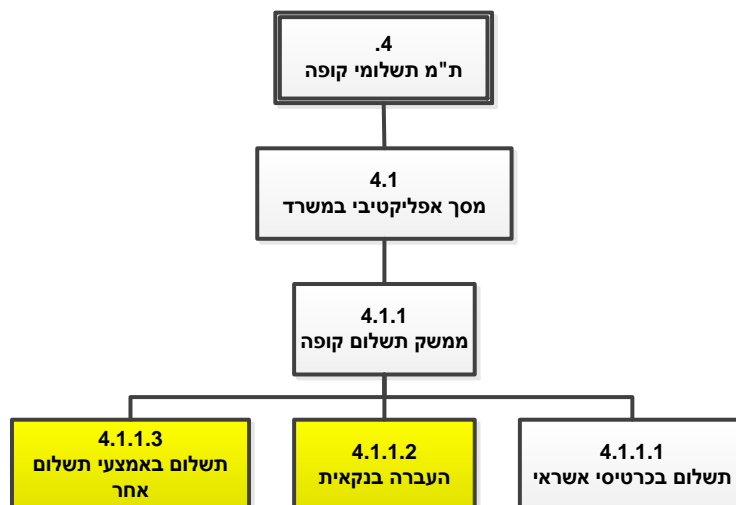 4.
ת"מ תשלומי קופה
4.1
מסך אפליקטיבי במשרד
4.1.1
ממשק תשלום קופה
4.1.1.1
תשלום בכרטיסי אשראי
4.1.1.2
העברה בנקאית
4.1.1.3
תשלום באמצעי תשלום
אחר